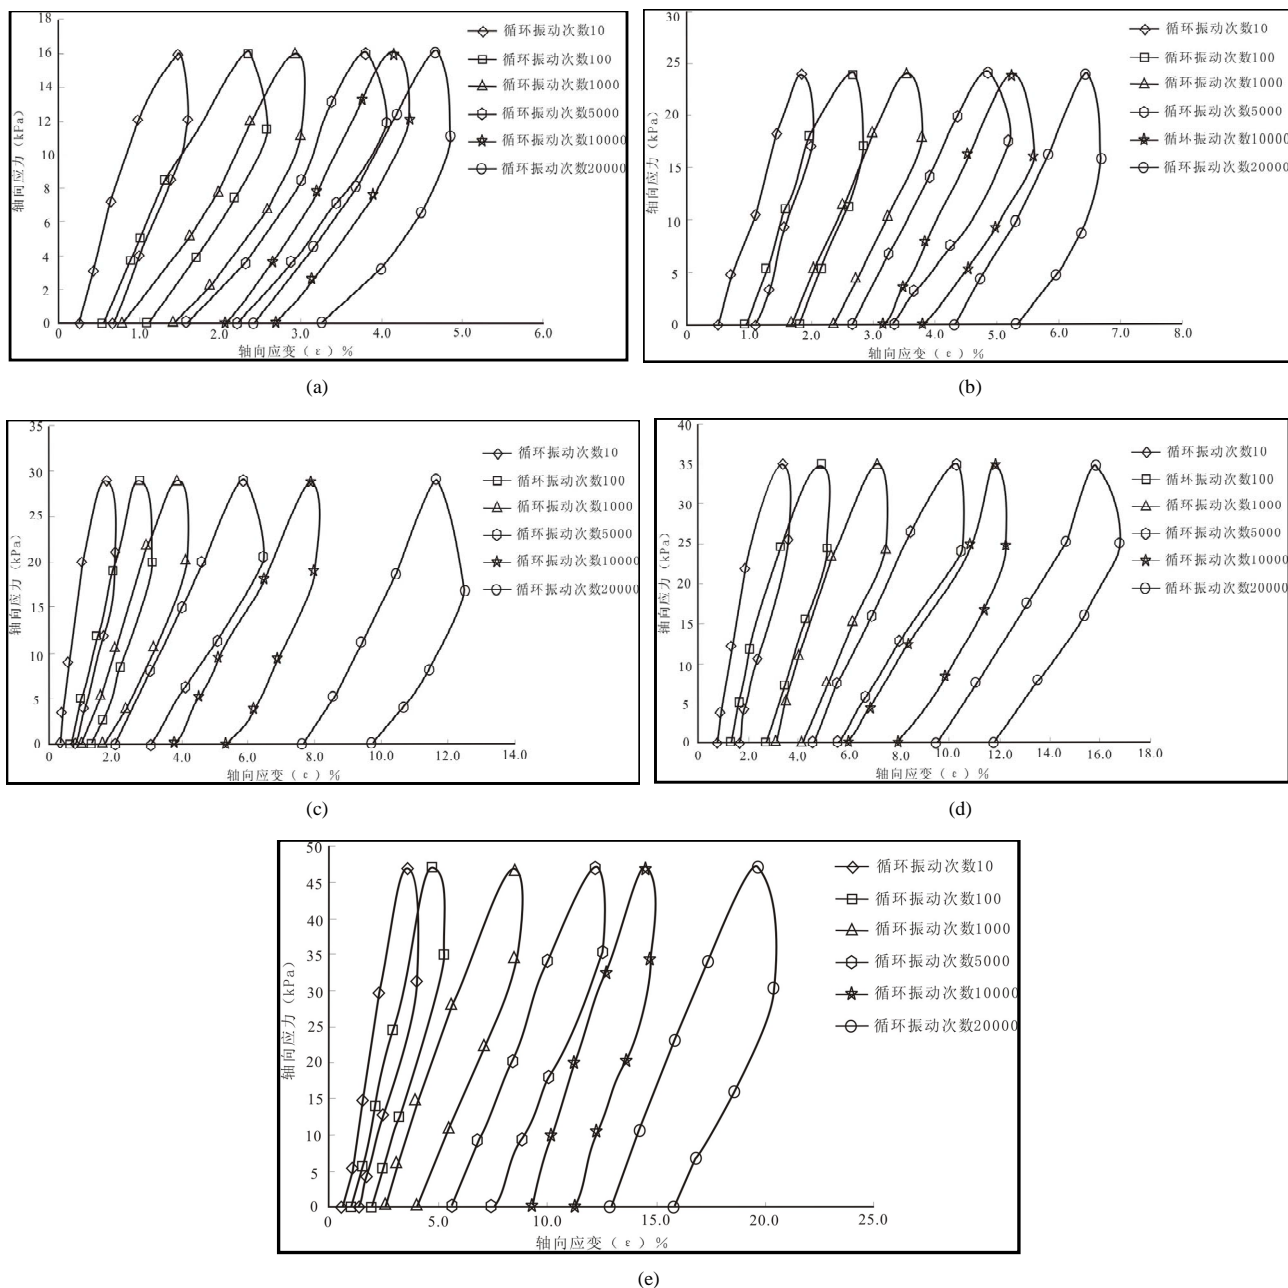 18
16
14
12
10
8
6
4
2
0
轴向应力(kPa)
0
1.0
2.0
3.0
4.0
5.0
6.0
轴向应变(ε)%
循环振动次数10
循环振动次数100
循环振动次数1000
循环振动次数5000
循环振动次数10000
循环振动次数20000
(a)
30
25
20
15
10
5
0
轴向应力(kPa)
0
1.0
2.0
3.0
4.0
5.0
6.0
7.0
8.0
轴向应变(ε)%
循环振动次数10
循环振动次数100
循环振动次数1000
循环振动次数5000
循环振动次数10000
循环振动次数20000
(b)
35
30
25
20
15
10
5
0
轴向应力(kPa)
0
2.0
4.0
6.0
8.0
10.0
12.0
14.0
轴向应变(ε)%
循环振动次数10
循环振动次数100
循环振动次数1000
循环振动次数5000
循环振动次数10000
循环振动次数20000
(c)
40
35
30
25
20
15
10
5
0
轴向应力(kPa)
0
2.0
4.0
6.0
8.0
10.0
12.0
14.0
16.0
18.0
轴向应变(ε)%
循环振动次数10
循环振动次数100
循环振动次数1000
循环振动次数5000
循环振动次数10000
循环振动次数20000
(d)
50
45
40
35
30
25
20
15
10
5
0
轴向应力(kPa)
0
5.0
10.0
15.0
20.0
25.0
轴向应变(ε)%
循环振动次数10
循环振动次数100
循环振动次数1000
循环振动次数5000
循环振动次数10000
循环振动次数20000
(e)